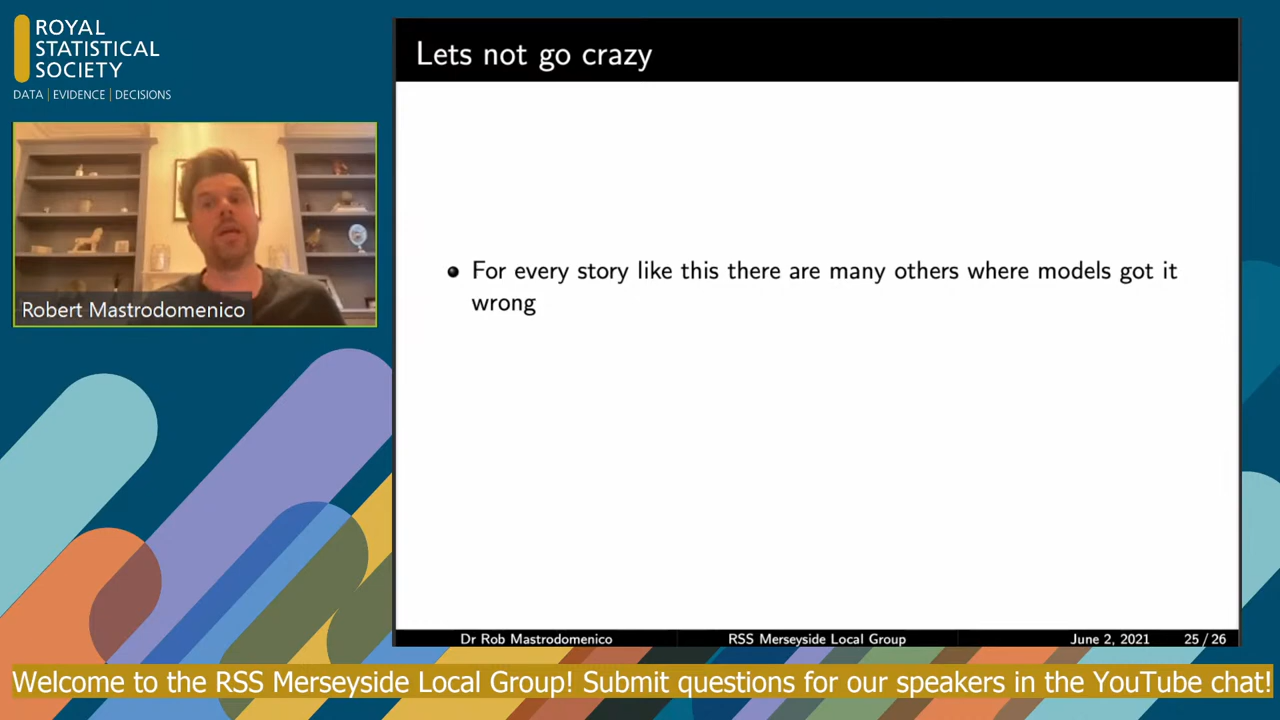 ROYAL
STATISTICAL
SOCIETY
DATA | EVIDENCE | DECISIONS
Robert Mastrodomenico
Lets not go crazy
For every story like this there are many others where models got it
wrong
Dr Rob Mastrodomenico RSS Merseyside Local Group June 2, 2021 25 / 26
Welcome to the RSS Merseyside Local Group! Submit questions for our speakers in the YouTube chat!